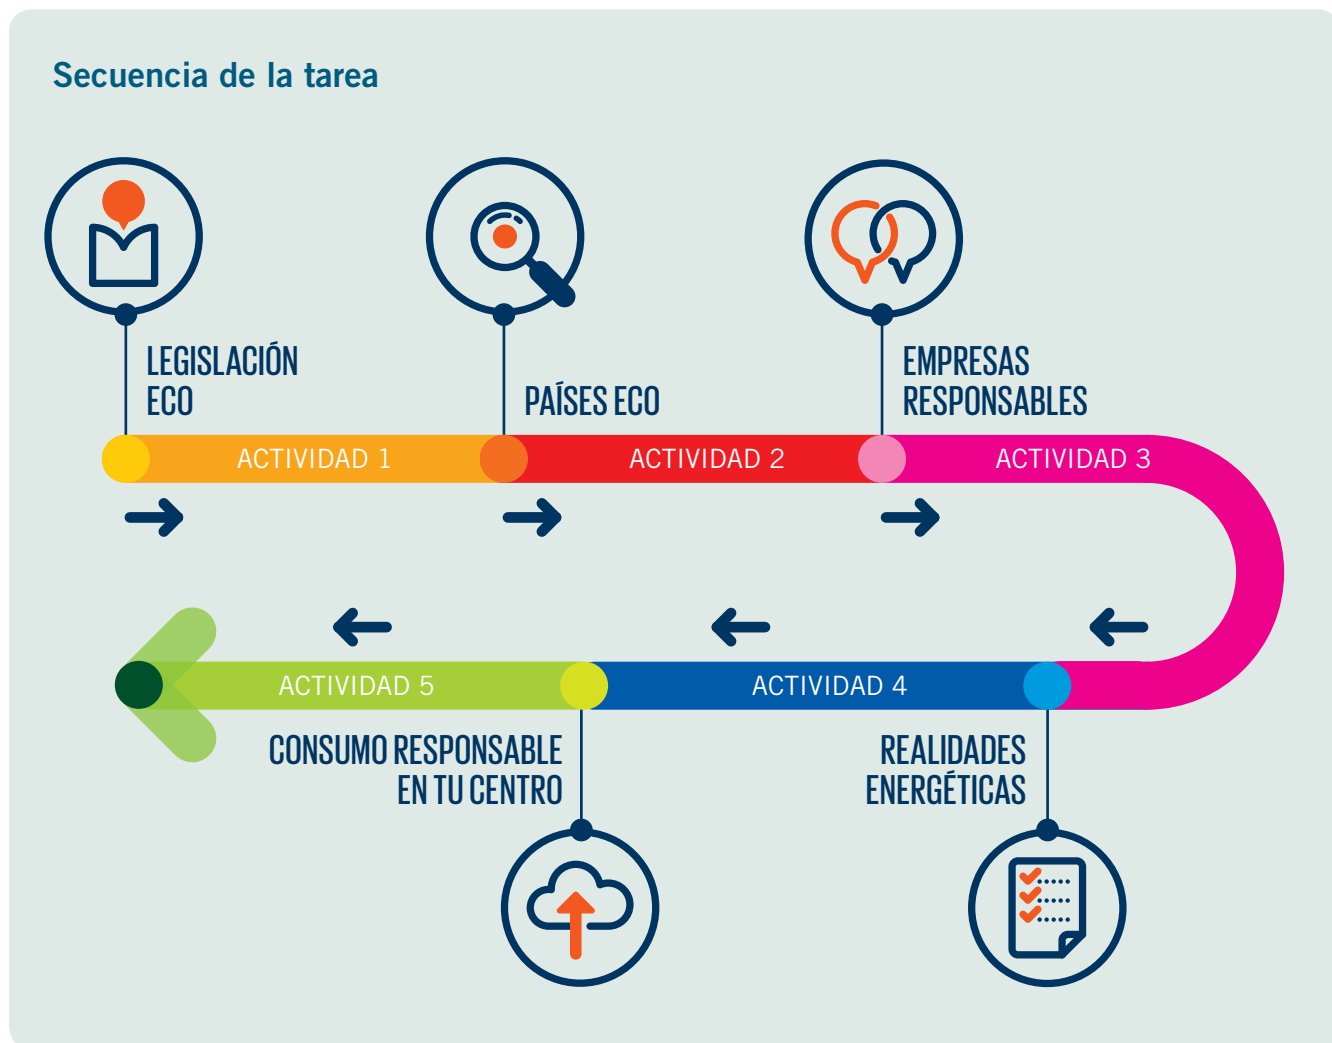 Secuencia de la tarea
LEGISLACIÓN
ECO
PAÍSES ECO
EMPRESAS
RESPONSABLES
ACTIVIDAD 1
ACTIVIDAD 2
ACTIVIDAD 3
ACTIVIDAD 4
REALIDADES
ENERGÉTICAS
ACTIVIDAD 5
CONSUMO RESPONSABLE
EN TU CENTRO